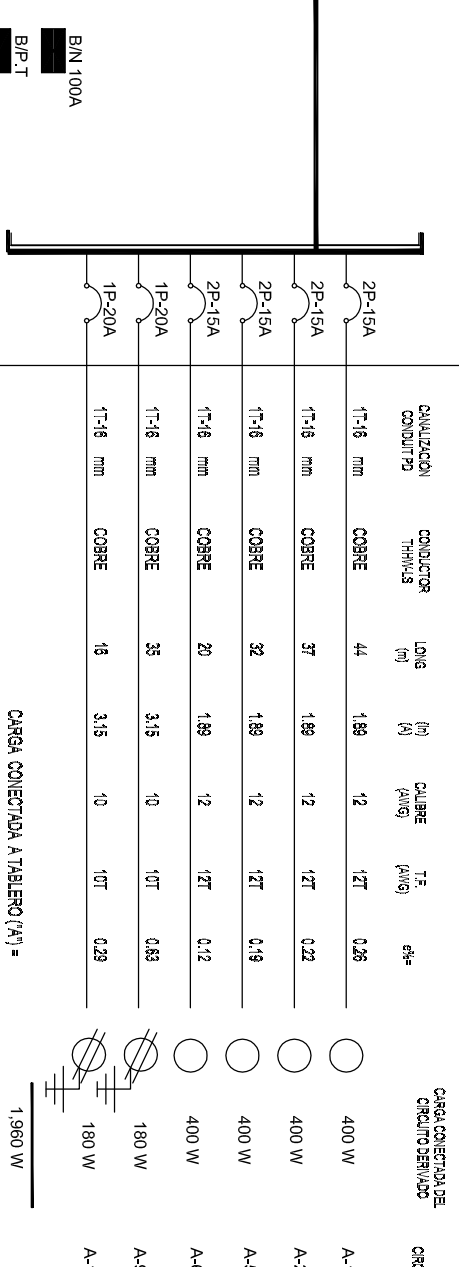 CANALIZACIÓN CONDUIT PD
CONDUCTOR THHW-LS
LONG (m)
(In) (A)
CALIBRE (AWG)
T.F. (AWG)
e%=
CARGA CONECTADA DEL CIRCUITO DERIVADO
2P-15A 1T-16 mm COBRE 44 1.89 12 12T 0.26 400 W
2P-15A 1T-16 mm COBRE 37 1.89 12 12T 0.22 400 W
2P-15A 1T-16 mm COBRE 32 1.89 12 12T 0.19 400 W
2P-15A 1T-16 mm COBRE 20 1.89 12 12T 0.12 400 W A-6
1P-20A 1T-16 mm COBRE 35 3.15 10 10T 0.63 180 W A-9
1P-20A 1T-16 mm COBRE 16 3.15 10 10T 0.29 180 W
B/N 100A
B/P.T
CARGA CONECTADA A TABLERO ("A") = 1,960 W